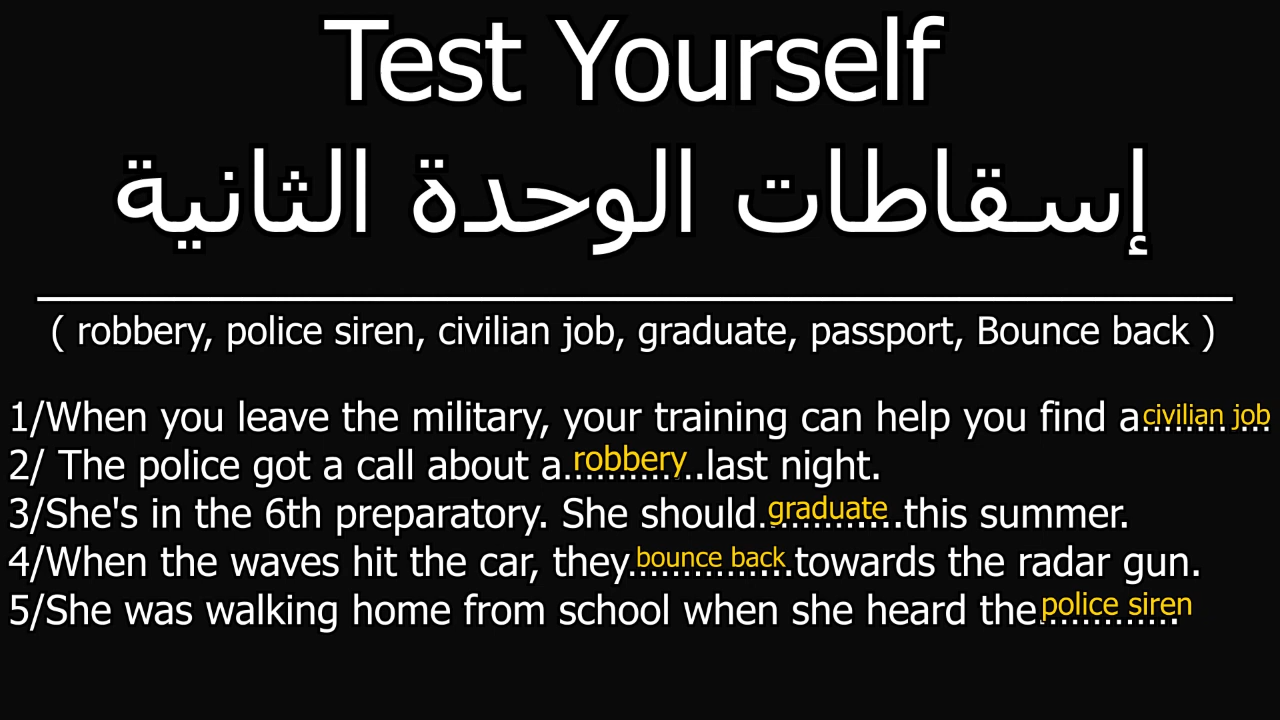 Test Yourself
إسقاطات الوحدة الثانية
( robbery, police siren, civilian job, graduate, passport, Bounce back )
1/When you leave the military, your training can help you find a civilian job............
2/ The police got a call about a..robbery..last night.
3/She's in the 6th preparatory. She should..graduate..this summer.
4/When the waves hit the car, they..bounce back..towards the radar gun.
5/She was walking home from school when she heard the..police siren